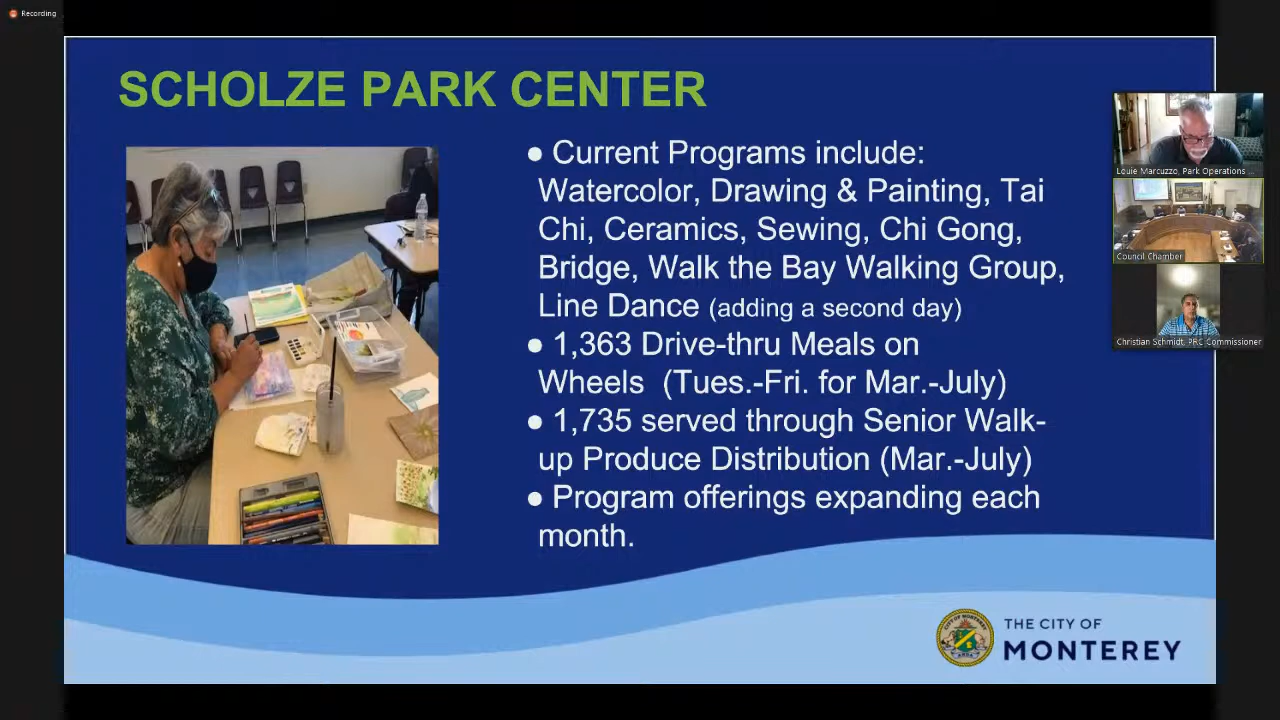 Recording
SCHOLZE PARK CENTER
● Current Programs include:
Watercolor, Drawing & Painting, Tai
Chi, Ceramics, Sewing, Chi Gong,
Bridge, Walk the Bay Walking Group,
Line Dance (adding a second day)
● 1,363 Drive-thru Meals on
Wheels (Tues.-Fri. for Mar.-July)
● 1,735 served through Senior Walk-
up Produce Distribution (Mar.-July)
● Program offerings expanding each
month.
Louie Marcuzzo, Park Operations ...
Council Chamber
Christian Schmidt, PRC Commissioner
THE CITY OF
MONTEREY